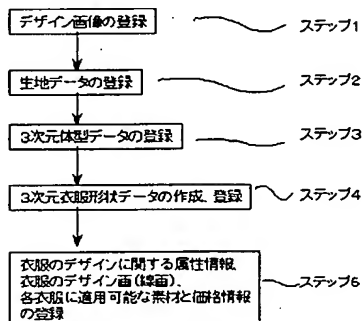 デザイン画像の登録
ステップ1
生地データの登録
ステップ2
3次元体型データの登録
ステップ3
3次元衣服形状データの作成、登録
ステップ4
衣服のデザインに関する属性情報、
衣服のデザイン画(線画)、
各衣服に適用可能な素材と価格情報
の登録
ステップ6